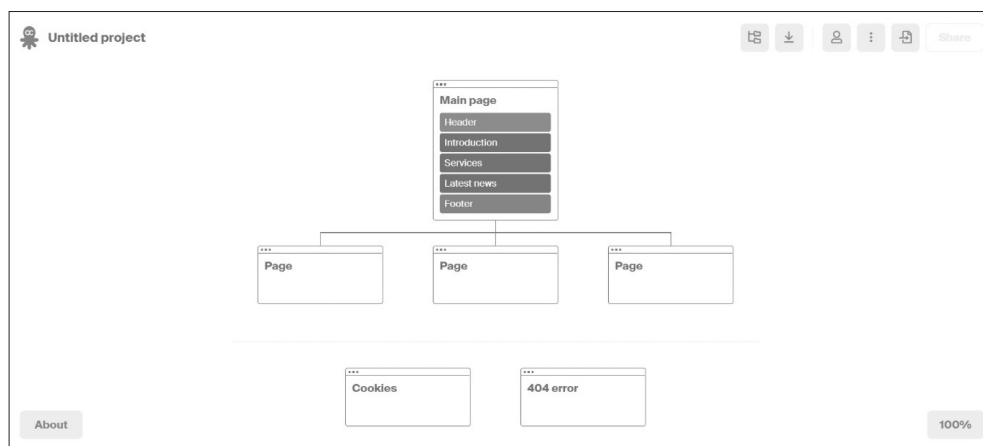 Untitled project
Share
Main page
Header
Introduction
Services
Latest news
Footer
Page
Page
Page
Cookies
404 error
About
100%